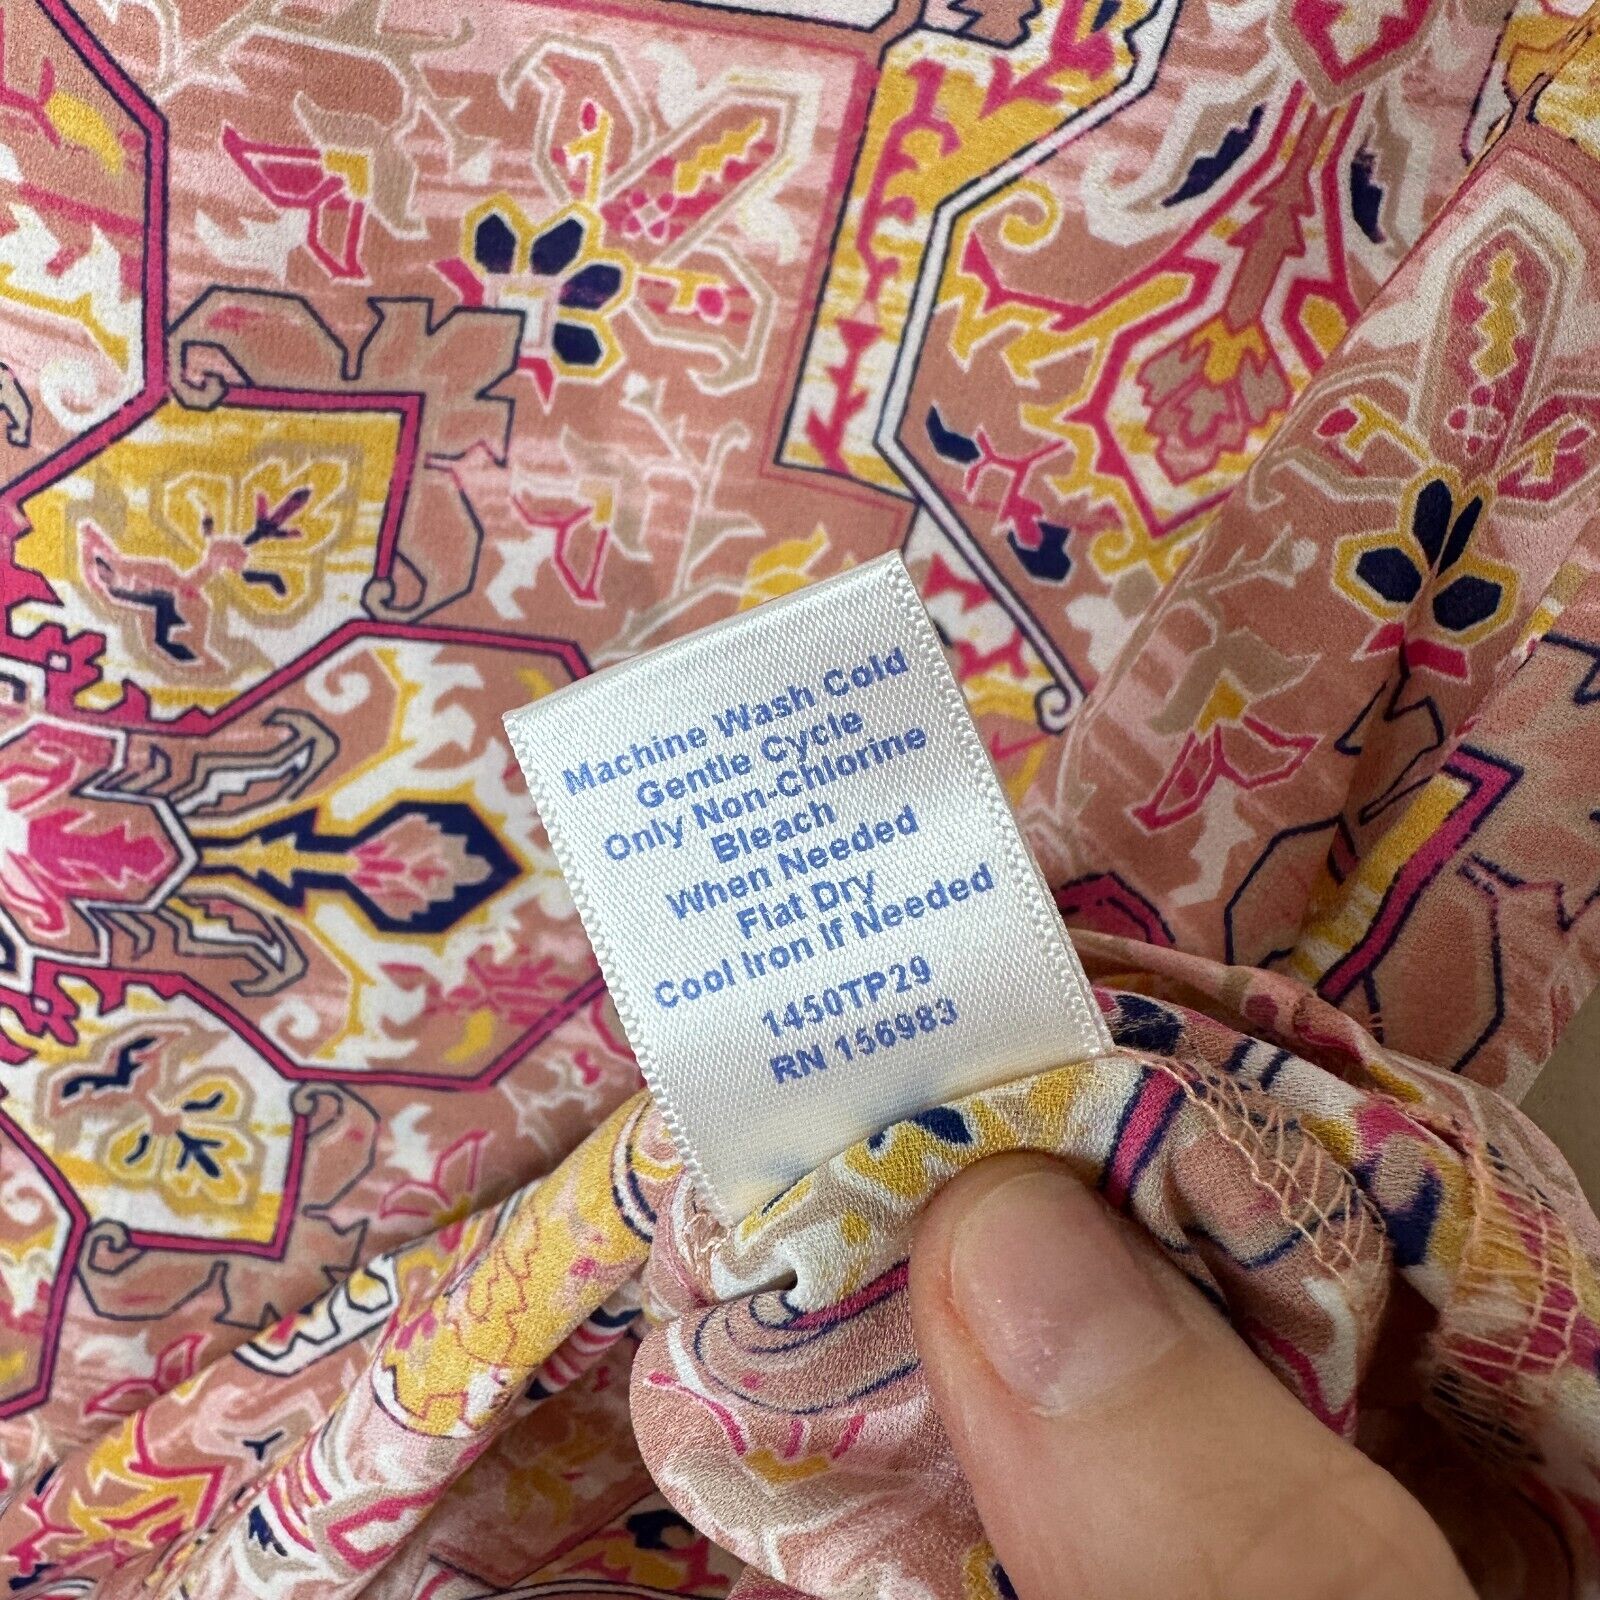 Machine Wash Cold
Gentle Cycle
Only Non-Chlorine
Bleach
When Needed
Flat Dry
Cool Iron If Needed
1450TP29
RN 156983